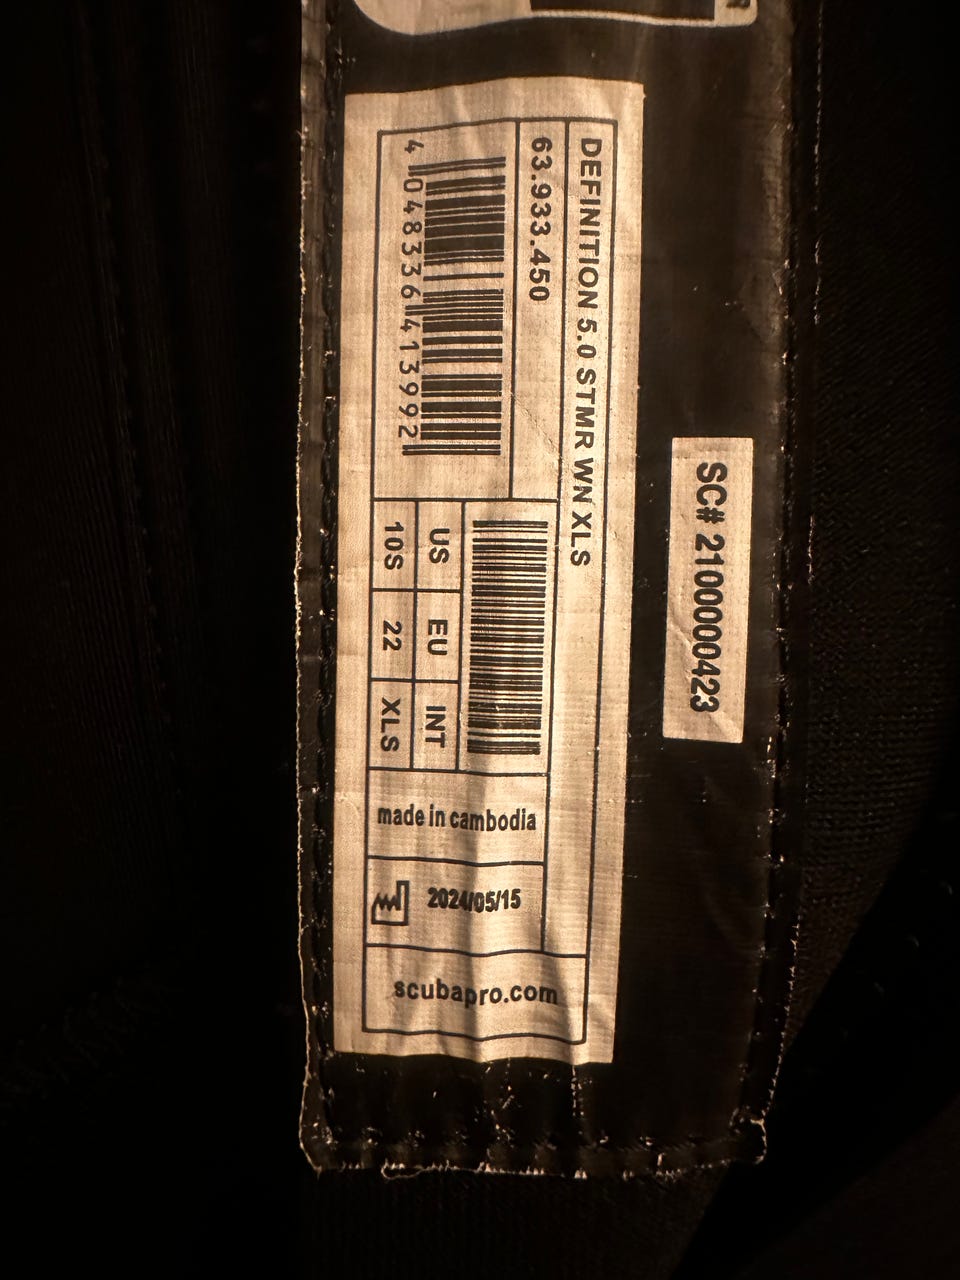 DEFINITION 5.0 STMR WN XLS
63.933.450
4 048336 413992
US EU INT
10S 22 XLS
made in cambodia
2024/05/15
scubapro.com
SC# 2100000423